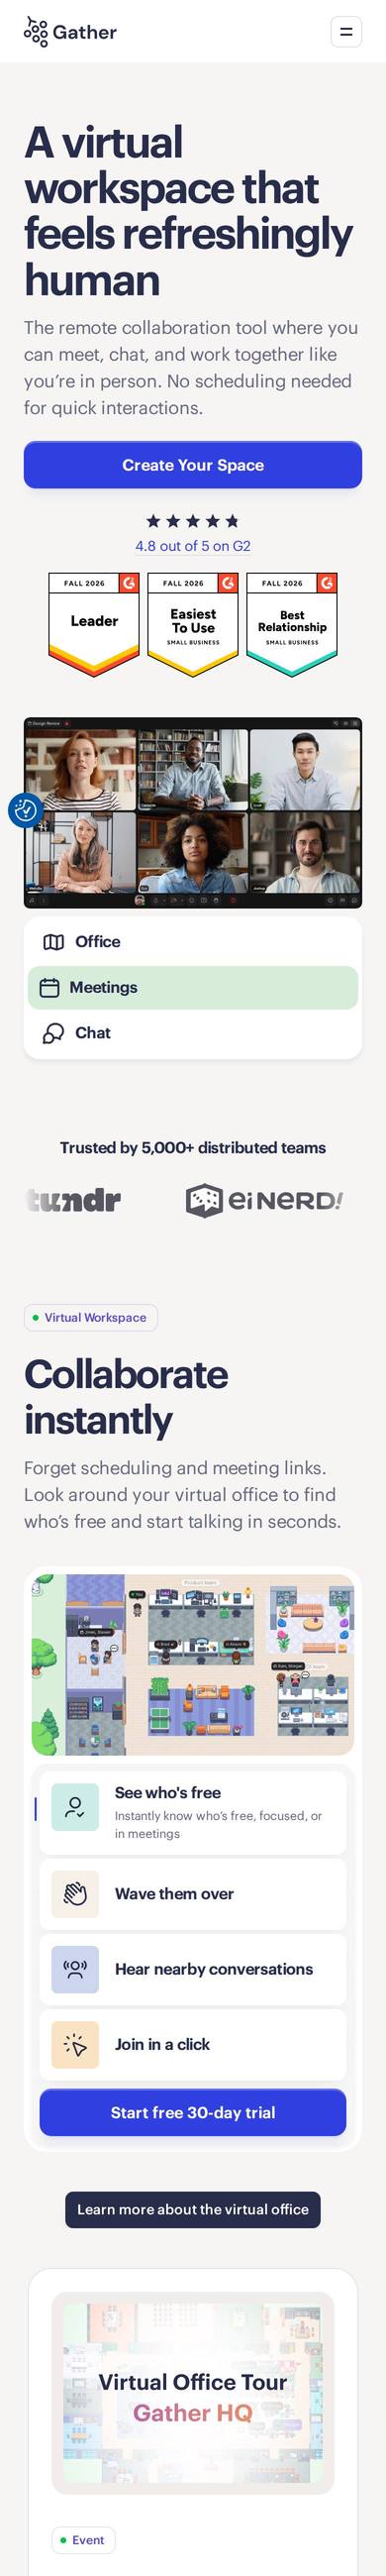 Gather
A virtual
workspace that
feels refreshingly
human
The remote collaboration tool where you
can meet, chat, and work together like
you're in person. No scheduling needed
for quick interactions.
Create Your Space
4.8 out of 5 on G2
FALL 2026
Leader
FALL 2026
Easiest
To Use
SMALL BUSINESS
FALL 2026
Best
Relationship
SMALL BUSINESS
Design Review
Office
Meetings
Chat
Trusted by 5,000+ distributed teams
tundr
eiNERD!
Virtual Workspace
Collaborate
instantly
Forget scheduling and meeting links.
Look around your virtual office to find
who's free and start talking in seconds.
Product team
You
See who's free
Instantly know who's free, focused, or
in meetings
Wave them over
Hear nearby conversations
Join in a click
Start free 30-day trial
Learn more about the virtual office
Virtual Office Tour
Gather HQ
Event